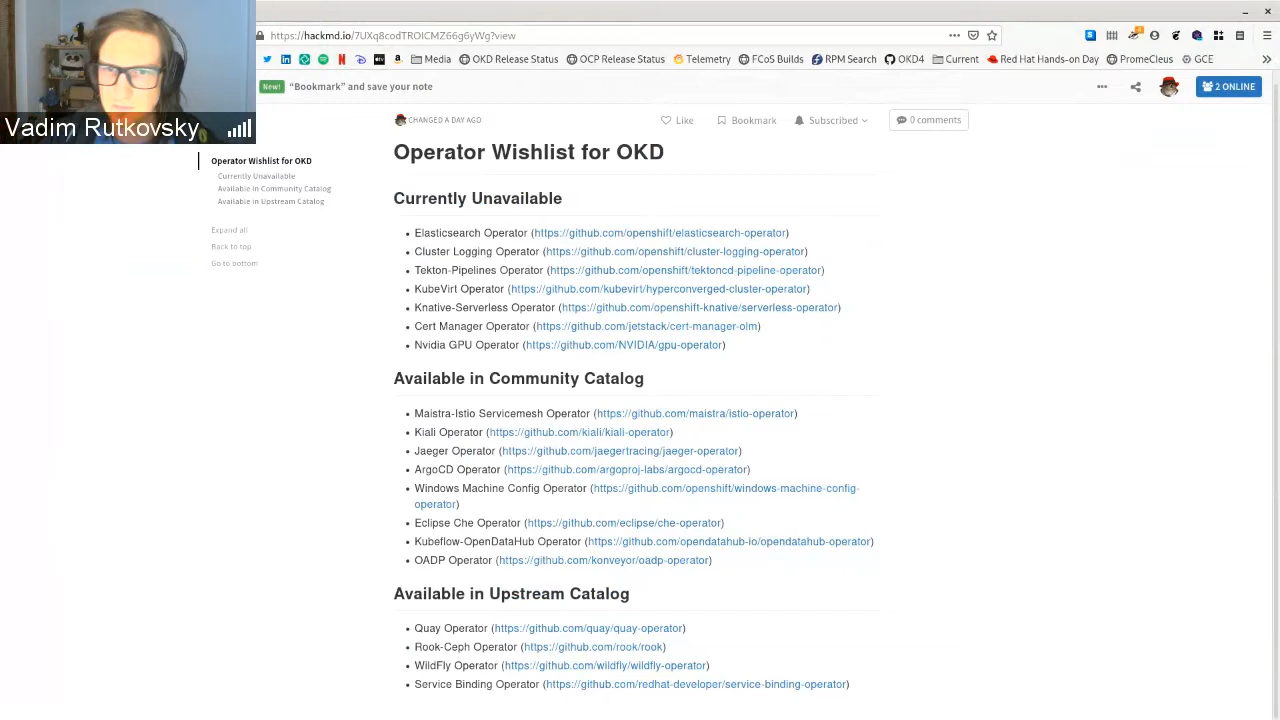 https://hackmd.io/7UXq8codTROICMZ66g6yWg?view
Media OKD Release Status OCP Release Status Telemetry FCoS Builds RPM Search OKD4 Current Red Hat Hands-on Day PromeCleus GCE
New! “Bookmark” and save your note
2 ONLINE
Vadim Rutkovsky
CHANGED A DAY AGO Like Bookmark Subscribed 0 comments
Operator Wishlist for OKD
Currently Unavailable
Available in Community Catalog
Available in Upstream Catalog
Expand all
Back to top
Go to bottom
Operator Wishlist for OKD
Currently Unavailable
Elasticsearch Operator (https://github.com/openshift/elasticsearch-operator)
Cluster Logging Operator (https://github.com/openshift/cluster-logging-operator)
Tekton-Pipelines Operator (https://github.com/openshift/tektoncd-pipeline-operator)
KubeVirt Operator (https://github.com/kubevirt/hyperconverged-cluster-operator)
Knative-Serverless Operator (https://github.com/openshift-knative/serverless-operator)
Cert Manager Operator (https://github.com/jetstack/cert-manager-olm)
Nvidia GPU Operator (https://github.com/NVIDIA/gpu-operator)
Available in Community Catalog
Maistra-Istio Servicemesh Operator (https://github.com/maistra/istio-operator)
Kiali Operator (https://github.com/kiali/kiali-operator)
Jaeger Operator (https://github.com/jaegertracing/jaeger-operator)
ArgoCD Operator (https://github.com/argoproj-labs/argocd-operator)
Windows Machine Config Operator (https://github.com/openshift/windows-machine-config-
operator)
Eclipse Che Operator (https://github.com/eclipse/che-operator)
Kubeflow-OpenDataHub Operator (https://github.com/opendatahub-io/opendatahub-operator)
OADP Operator (https://github.com/konveyor/oadp-operator)
Available in Upstream Catalog
Quay Operator (https://github.com/quay/quay-operator)
Rook-Ceph Operator (https://github.com/rook/rook)
WildFly Operator (https://github.com/wildfly/wildfly-operator)
Service Binding Operator (https://github.com/redhat-developer/service-binding-operator)